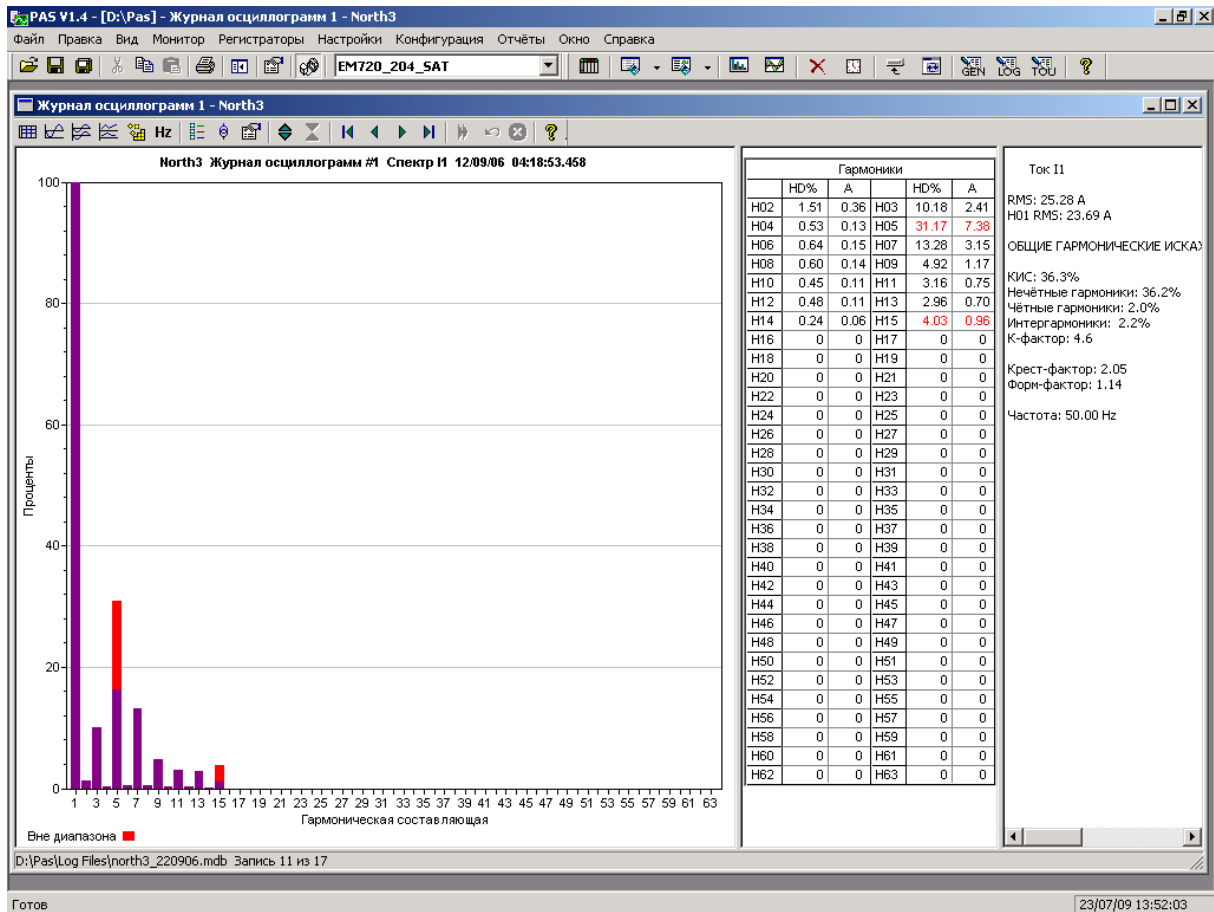 PAS V1.4 - [D:\Pas] - Журнал осциллограмм 1 - North3
Файл Правка Вид Монитор Регистраторы Настройки Конфигурация Отчёты Окно Справка
EM720_204_SAT
GEN LOG TOU
Журнал осциллограмм 1 - North3
Hz
North3 Журнал осциллограмм #1 Спектр I1 12/09/06 04:18:53.458
100
80
60
40
20
0
Проценты
1 3 5 7 9 11 13 15 17 19 21 23 25 27 29 31 33 35 37 39 41 43 45 47 49 51 53 55 57 59 61 63
Гармоническая составляющая
Вне диапазона
Гармоники
HD% A HD% A
H02 1.51 0.36 H03 10.18 2.41
H04 0.53 0.13 H05 31.17 7.38
H06 0.64 0.15 H07 13.28 3.15
H08 0.60 0.14 H09 4.92 1.17
H10 0.45 0.11 H11 3.16 0.75
H12 0.48 0.11 H13 2.96 0.70
H14 0.24 0.06 H15 4.03 0.96
H16 0 0 H17 0 0
H18 0 0 H19 0 0
H20 0 0 H21 0 0
H22 0 0 H23 0 0
H24 0 0 H25 0 0
H26 0 0 H27 0 0
H28 0 0 H29 0 0
H30 0 0 H31 0 0
H32 0 0 H33 0 0
H34 0 0 H35 0 0
H36 0 0 H37 0 0
H38 0 0 H39 0 0
H40 0 0 H41 0 0
H42 0 0 H43 0 0
H44 0 0 H45 0 0
H46 0 0 H47 0 0
H48 0 0 H49 0 0
H50 0 0 H51 0 0
H52 0 0 H53 0 0
H54 0 0 H55 0 0
H56 0 0 H57 0 0
H58 0 0 H59 0 0
H60 0 0 H61 0 0
H62 0 0 H63 0 0
Ток I1
RMS: 25.28 A
H01 RMS: 23.69 A
ОБЩИЕ ГАРМОНИЧЕСКИЕ ИСКАЖ
КИС: 36.3%
Нечётные гармоники: 36.2%
Чётные гармоники: 2.0%
Интергармоники: 2.2%
К-фактор: 4.6
Крест-фактор: 2.05
Форм-фактор: 1.14
Частота: 50.00 Hz
D:\Pas\Log Files\north3_220906.mdb Запись 11 из 17
Готов
23/07/09 13:52:03